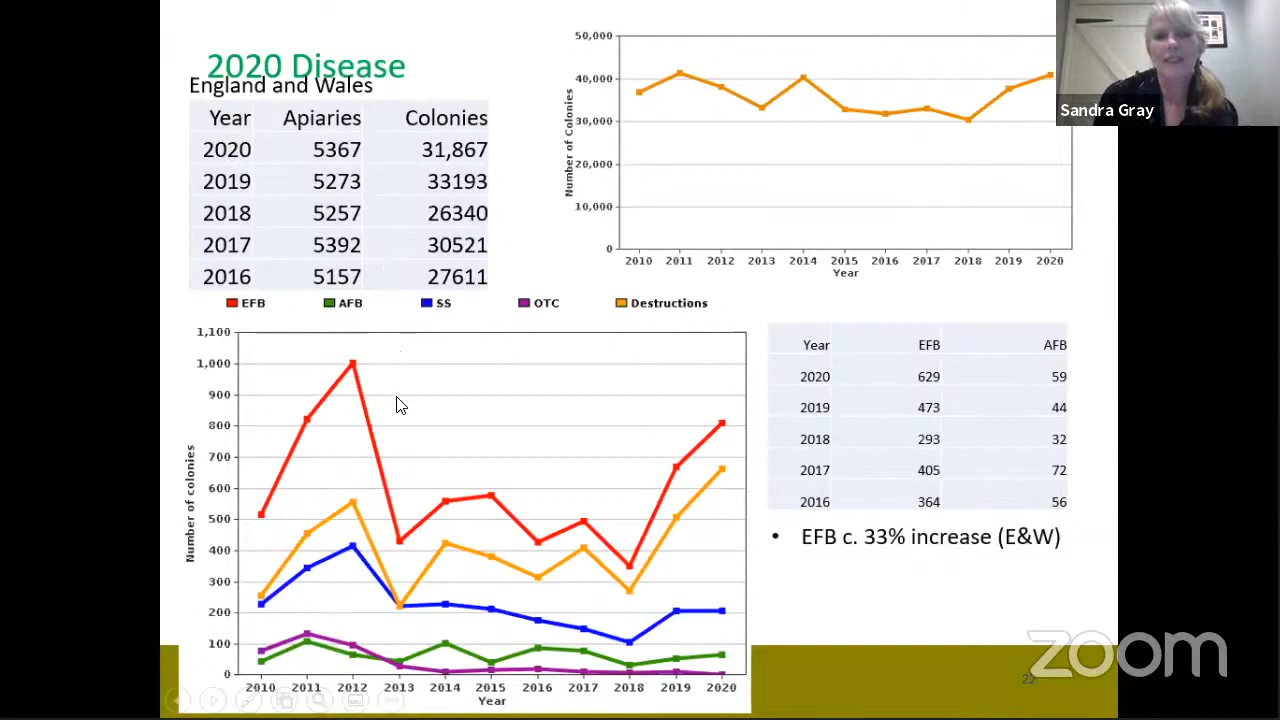 2020 Disease
England and Wales
Year Apiaries Colonies
2020 5367 31,867
2019 5273 33193
2018 5257 26340
2017 5392 30521
2016 5157 27611
50,000
40,000
30,000
20,000
10,000
0
Number of Colonies
2010 2011 2012 2013 2014 2015 2016 2017 2018 2019 2020
Year
Sandra Gray
EFB AFB SS OTC Destructions
1,100
1,000
900
800
700
600
500
400
300
200
100
0
Number of colonies
2010 2011 2012 2013 2014 2015 2016 2017 2018 2019 2020
Year
Year EFB AFB
2020 629 59
2019 473 44
2018 293 32
2017 405 72
2016 364 56
• EFB c. 33% increase (E&W)
zoom